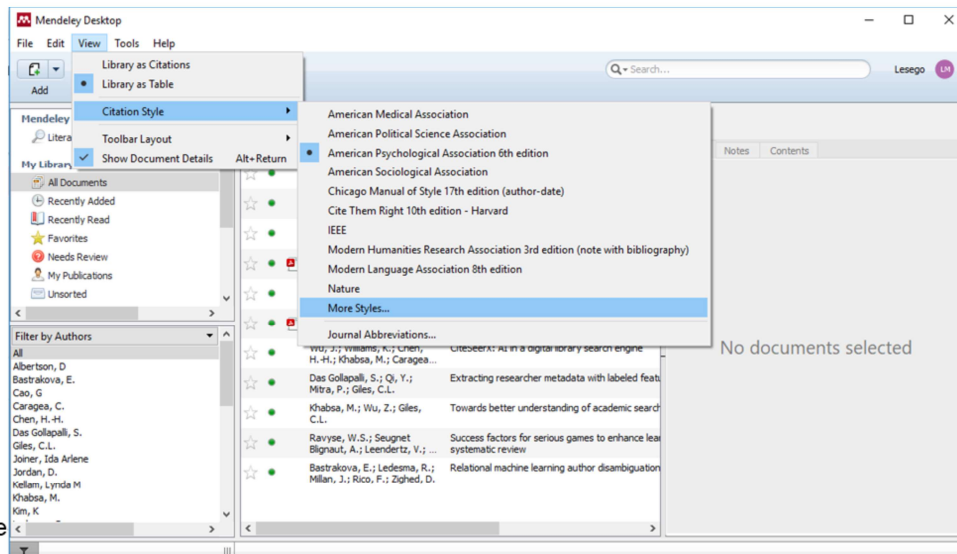 Mendeley Desktop
File Edit View Tools Help
Add
Search...
Lesego LM
Library as Citations
Library as Table
Citation Style
Toolbar Layout
Show Document Details Alt+Return
American Medical Association
American Political Science Association
American Psychological Association 6th edition
American Sociological Association
Chicago Manual of Style 17th edition (author-date)
Cite Them Right 10th edition - Harvard
IEEE
Modern Humanities Research Association 3rd edition (note with bibliography)
Modern Language Association 8th edition
Nature
More Styles...
Journal Abbreviations...
Mendeley
Litera
My Library
All Documents
Recently Added
Recently Read
Favorites
Needs Review
My Publications
Unsorted
Filter by Authors
All
Albertson, D
Bastrakova, E.
Cao, G
Caragea, C.
Chen, H.-H.
Das Gollapalli, S.
Giles, C.L.
Joiner, Ida Arlene
Jordan, D.
Kellam, Lynda M
Khabsa, M.
Kim, K
Wu, J.; Williams, K.; Chen, CiteSeerX: AI in a digital library search engine
H.-H.; Khabsa, M.; Caragea...
Das Gollapalli, S.; Qi, Y.; Extracting researcher metadata with labeled featu
Mitra, P.; Giles, C.L.
Khabsa, M.; Wu, Z.; Giles, Towards better understanding of academic search
C.L.
Ravyse, W.S.; Seugnet Success factors for serious games to enhance lear
Blignaut, A.; Leendertz, V.; ... systematic review
Bastrakova, E.; Ledesma, R.; Relational machine learning author disambiguation
Millan, J.; Rico, F.; Zighed, D.
Notes Contents
No documents selected
e